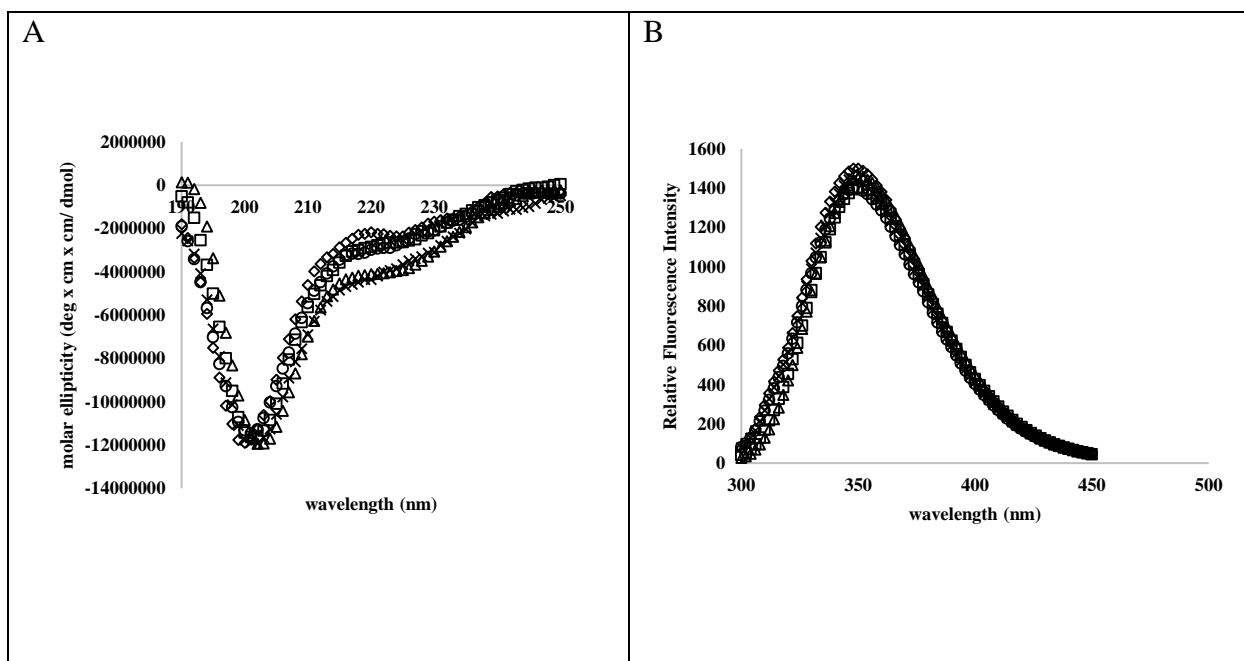 A
2000000
0
-2000000
-4000000
-6000000
-8000000
-10000000
-12000000
-14000000
190 200 210 220 230 240 250
molar ellipticity (deg x cm x cm/ dmol)
wavelength (nm)
B
1600
1400
1200
1000
800
600
400
200
0
300 350 400 450 500
Relative Fluorescence Intensity
wavelength (nm)